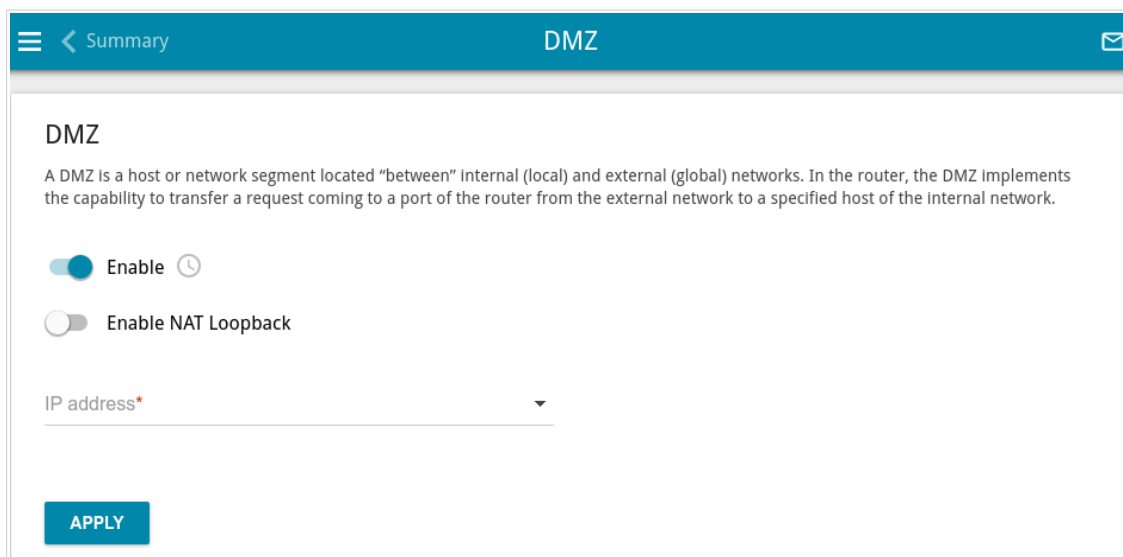 Summary
DMZ
DMZ
A DMZ is a host or network segment located “between” internal (local) and external (global) networks. In the router, the DMZ implements
the capability to transfer a request coming to a port of the router from the external network to a specified host of the internal network.
Enable
Enable NAT Loopback
IP address*
APPLY